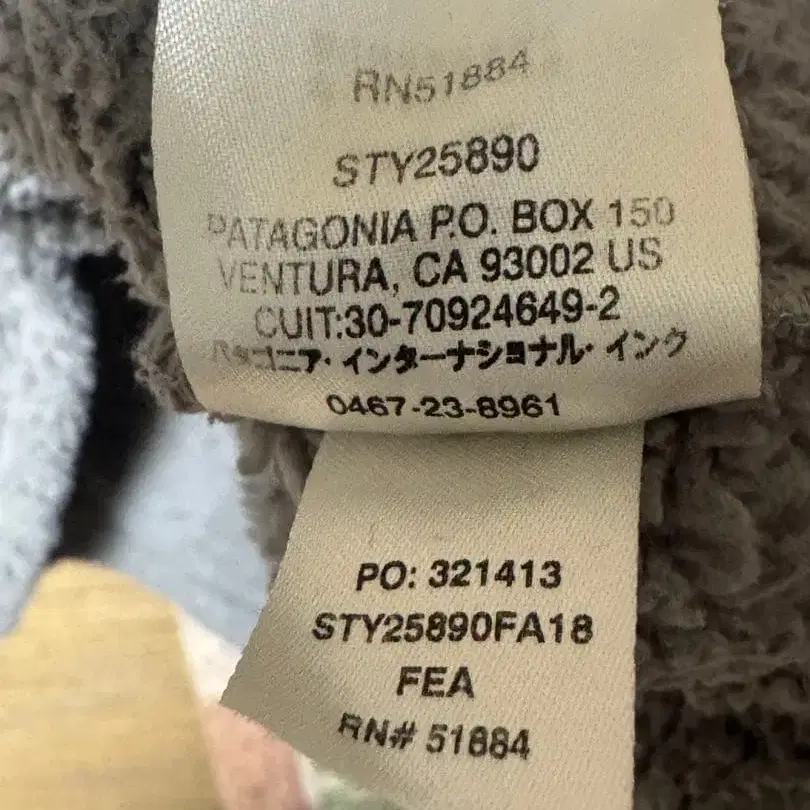 RN51884
STY25890
PATAGONIA P.O. BOX 150
VENTURA, CA 93002 US
CUIT:30-70924649-2
パタゴニア・インターナショナル・インク
0467-23-8961
PO: 321413
STY25890FA18
FEA
RN# 51884